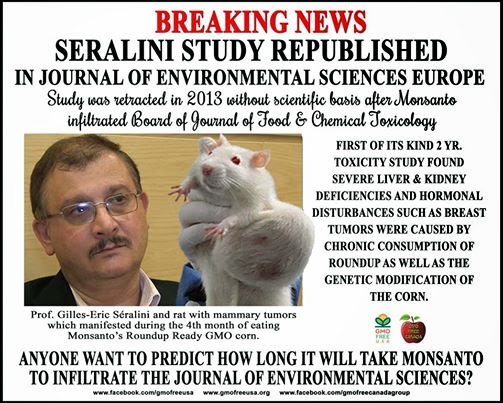 BREAKING NEWS
SERALINI STUDY REPUBLISHED
IN JOURNAL OF ENVIRONMENTAL SCIENCES EUROPE
Study was retracted in 2013 without scientific basis after Monsanto
infiltrated Board of Journal of Food & Chemical Toxicology
FIRST OF ITS KIND 2 YR.
TOXICITY STUDY FOUND
SEVERE LIVER & KIDNEY
DEFICIENCIES AND HORMONAL
DISTURBANCES SUCH AS BREAST
TUMORS WERE CAUSED BY
CHRONIC CONSUMPTION OF
ROUNDUP AS WELL AS THE
GENETIC MODIFICATION OF
THE CORN.
Prof. Gilles-Eric Séralini and rat with mammary tumors
which manifested during the 4th month of eating
Monsanto's Roundup Ready GMO corn.
GMO
FREE
USA
GMO
FREE
CANADA
ANYONE WANT TO PREDICT HOW LONG IT WILL TAKE MONSANTO
TO INFILTRATE THE JOURNAL OF ENVIRONMENTAL SCIENCES?
www.facebook.com/gmofreeusa www.gmofreeusa.org www.facebook.com/gmofreecanadagroup